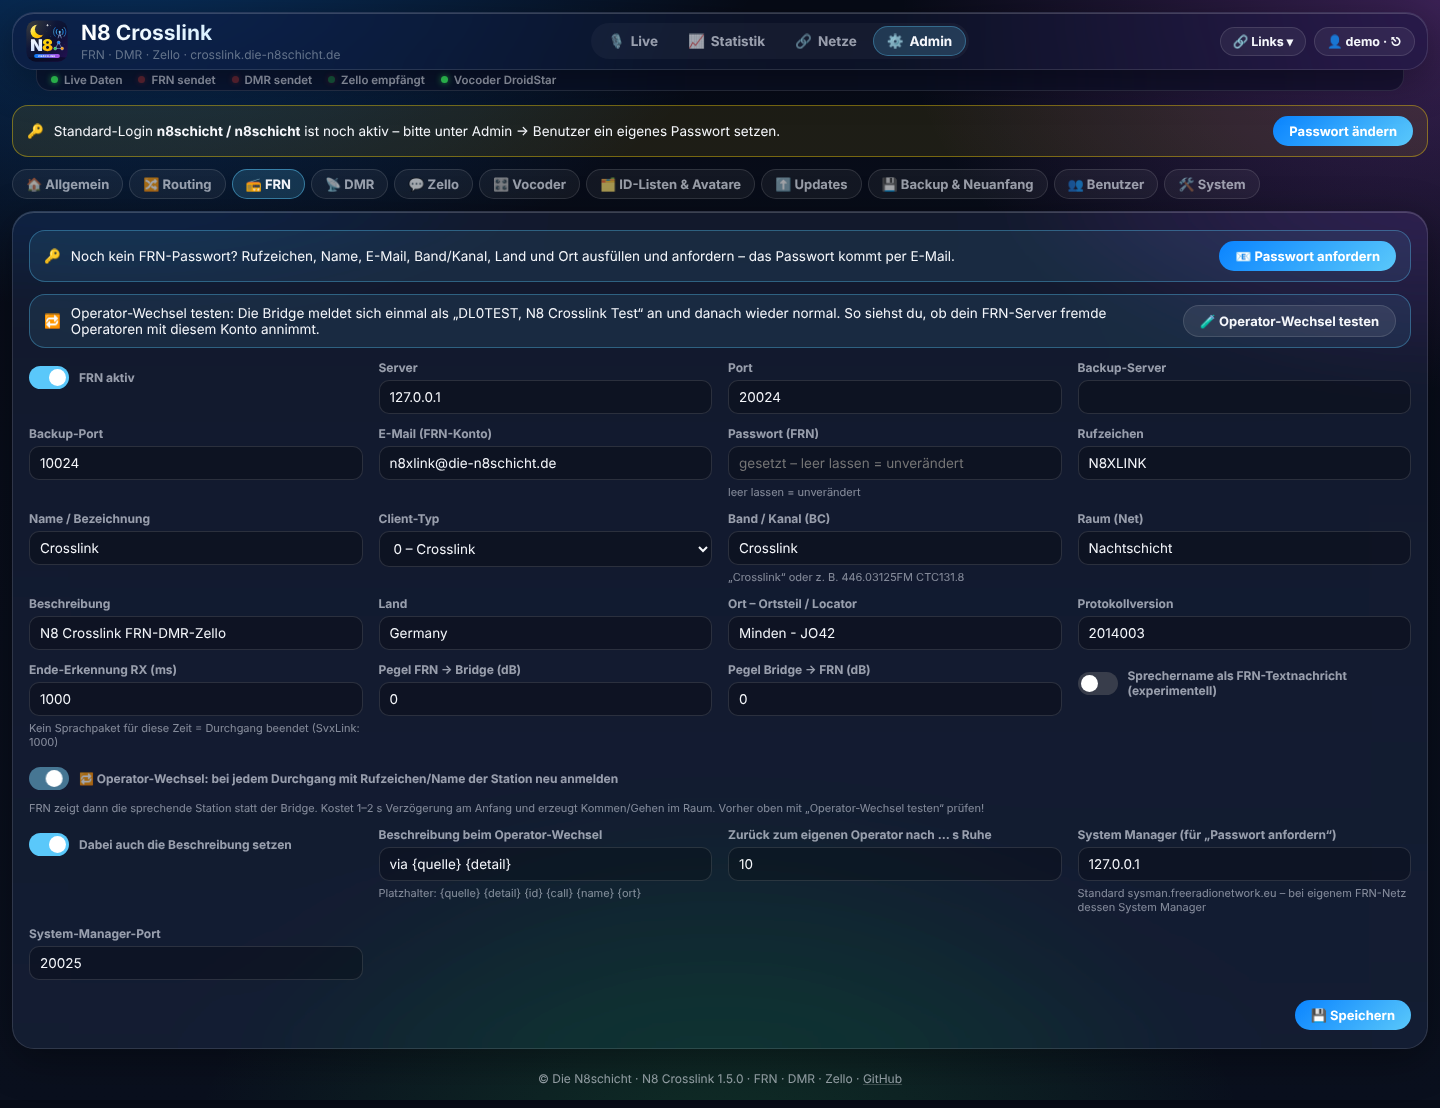 N8
N8 Crosslink
FRN · DMR · Zello · crosslink.die-n8schicht.de
Live
Statistik
Netze
Admin
Links ▾
demo ·
Live Daten
FRN sendet
DMR sendet
Zello empfängt
Vocoder DroidStar
Standard-Login n8schicht / n8schicht ist noch aktiv – bitte unter Admin → Benutzer ein eigenes Passwort setzen.
Passwort ändern
Allgemein
Routing
FRN
DMR
Zello
Vocoder
ID-Listen & Avatare
Updates
Backup & Neuanfang
Benutzer
System
Noch kein FRN-Passwort? Rufzeichen, Name, E-Mail, Band/Kanal, Land und Ort ausfüllen und anfordern – das Passwort kommt per E-Mail.
Passwort anfordern
Operator-Wechsel testen: Die Bridge meldet sich einmal als „DL0TEST, N8 Crosslink Test“ an und danach wieder normal. So siehst du, ob dein FRN-Server fremde
Operatoren mit diesem Konto annimmt.
Operator-Wechsel testen
FRN aktiv
Server
127.0.0.1
Port
20024
Backup-Server
Backup-Port
10024
E-Mail (FRN-Konto)
n8xlink@die-n8schicht.de
Passwort (FRN)
gesetzt – leer lassen = unverändert
leer lassen = unverändert
Rufzeichen
N8XLINK
Name / Bezeichnung
Crosslink
Client-Typ
0 – Crosslink
Band / Kanal (BC)
Crosslink
„Crosslink“ oder z. B. 446.03125FM CTC131.8
Raum (Net)
Nachtschicht
Beschreibung
N8 Crosslink FRN-DMR-Zello
Land
Germany
Ort – Ortsteil / Locator
Minden - JO42
Protokollversion
2014003
Ende-Erkennung RX (ms)
1000
Kein Sprachpaket für diese Zeit = Durchgang beendet (SvxLink:
1000)
Pegel FRN → Bridge (dB)
0
Pegel Bridge → FRN (dB)
0
Sprechername als FRN-Textnachricht
(experimentell)
Operator-Wechsel: bei jedem Durchgang mit Rufzeichen/Name der Station neu anmelden
FRN zeigt dann die sprechende Station statt der Bridge. Kostet 1–2 s Verzögerung am Anfang und erzeugt Kommen/Gehen im Raum. Vorher oben mit „Operator-Wechsel testen“ prüfen!
Dabei auch die Beschreibung setzen
Beschreibung beim Operator-Wechsel
via {quelle} {detail}
Platzhalter: {quelle} {detail} {id} {call} {name} {ort}
Zurück zum eigenen Operator nach … s Ruhe
10
System Manager (für „Passwort anfordern“)
127.0.0.1
Standard sysman.freeradionetwork.eu – bei eigenem FRN-Netz
dessen System Manager
System-Manager-Port
20025
Speichern
© Die N8schicht · N8 Crosslink 1.5.0 · FRN · DMR · Zello · GitHub